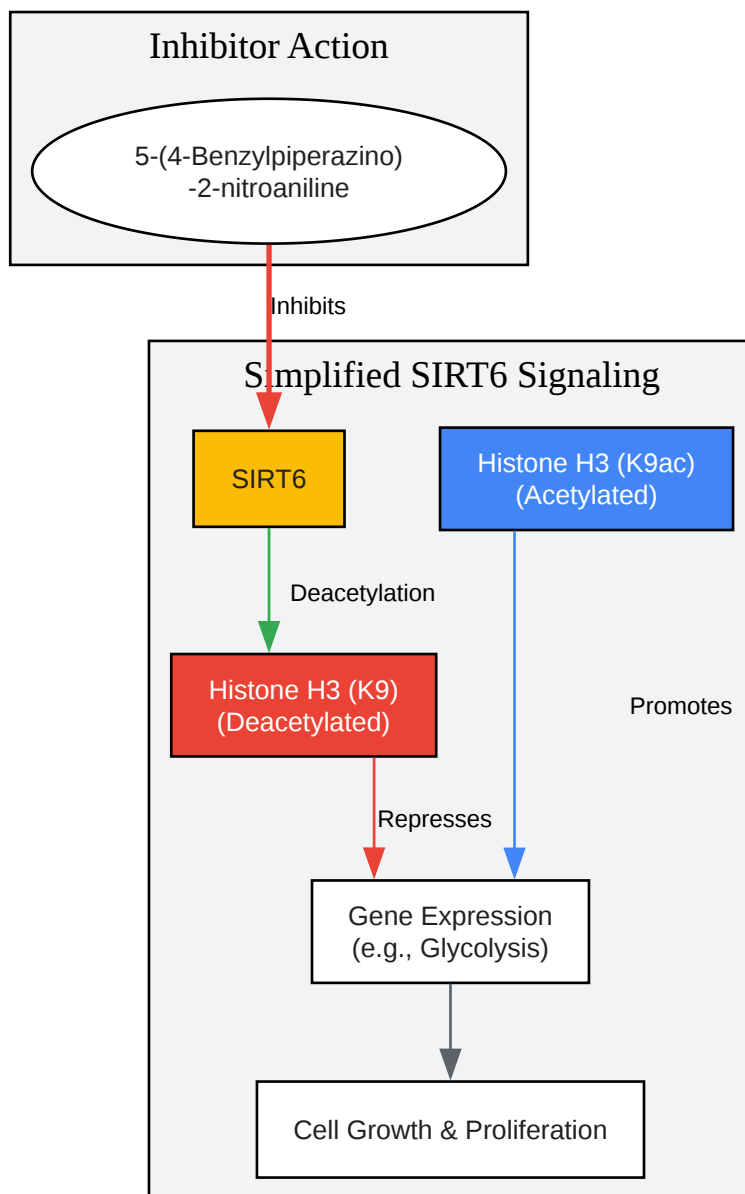 Inhibitor Action
5-(4-Benzylpiperazino)
-2-nitroaniline
Inhibits
Simplified SIRT6 Signaling
SIRT6
Histone H3 (K9ac)
(Acetylated)
Deacetylation
Histone H3 (K9)
(Deacetylated)
Promotes
Represses
Gene Expression
(e.g., Glycolysis)
Cell Growth & Proliferation